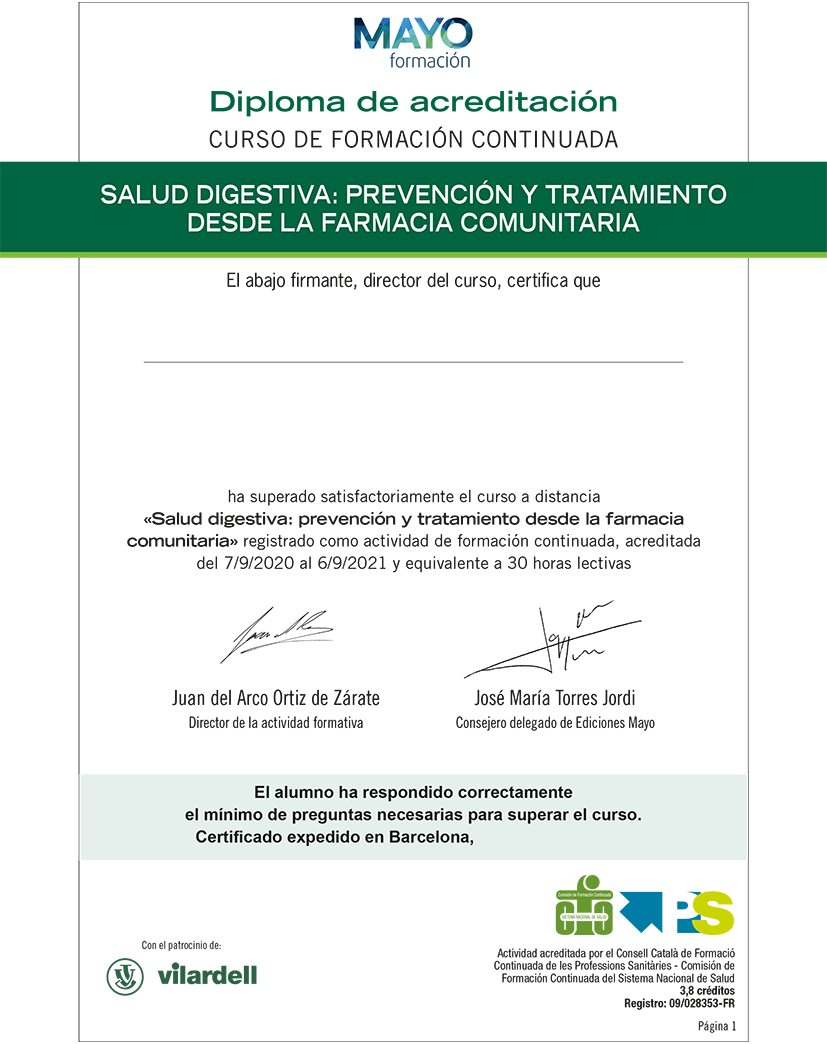 MAYO
formación
Diploma de acreditación
CURSO DE FORMACIÓN CONTINUADA
SALUD DIGESTIVA: PREVENCIÓN Y TRATAMIENTO
DESDE LA FARMACIA COMUNITARIA
El abajo firmante, director del curso, certifica que
ha superado satisfactoriamente el curso a distancia
«Salud digestiva: prevención y tratamiento desde la farmacia
comunitaria» registrado como actividad de formación continuada, acreditada
del 7/9/2020 al 6/9/2021 y equivalente a 30 horas lectivas
Juan del Arco Ortiz de Zárate
Director de la actividad formativa
José María Torres Jordi
Consejero delegado de Ediciones Mayo
El alumno ha respondido correctamente
el mínimo de preguntas necesarias para superar el curso.
Certificado expedido en Barcelona,
Con el patrocinio de:
vilardell
Comisión de Formación Continuada
SISTEMA NACIONAL DE SALUD
PS
Actividad acreditada por el Consell Català de Formació
Continuada de les Professions Sanitàries - Comisión de
Formación Continuada del Sistema Nacional de Salud
3,8 créditos
Registro: 09/028353-FR
Página 1